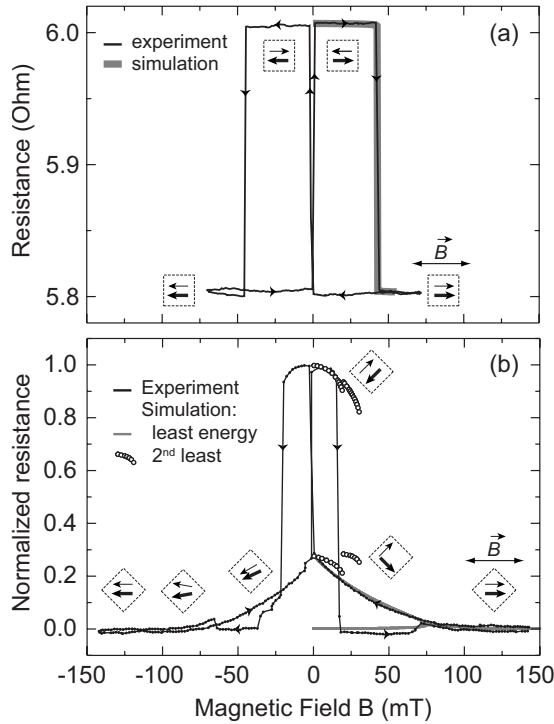 6.0
5.9
5.8
Resistance (Ohm)
(a)
experiment
simulation
B
(b)
1.0
0.8
0.6
0.4
0.2
0.0
Normalized resistance
Experiment
Simulation:
least energy
2nd least
B
-150 -100 -50 0 50 100 150
Magnetic Field B (mT)